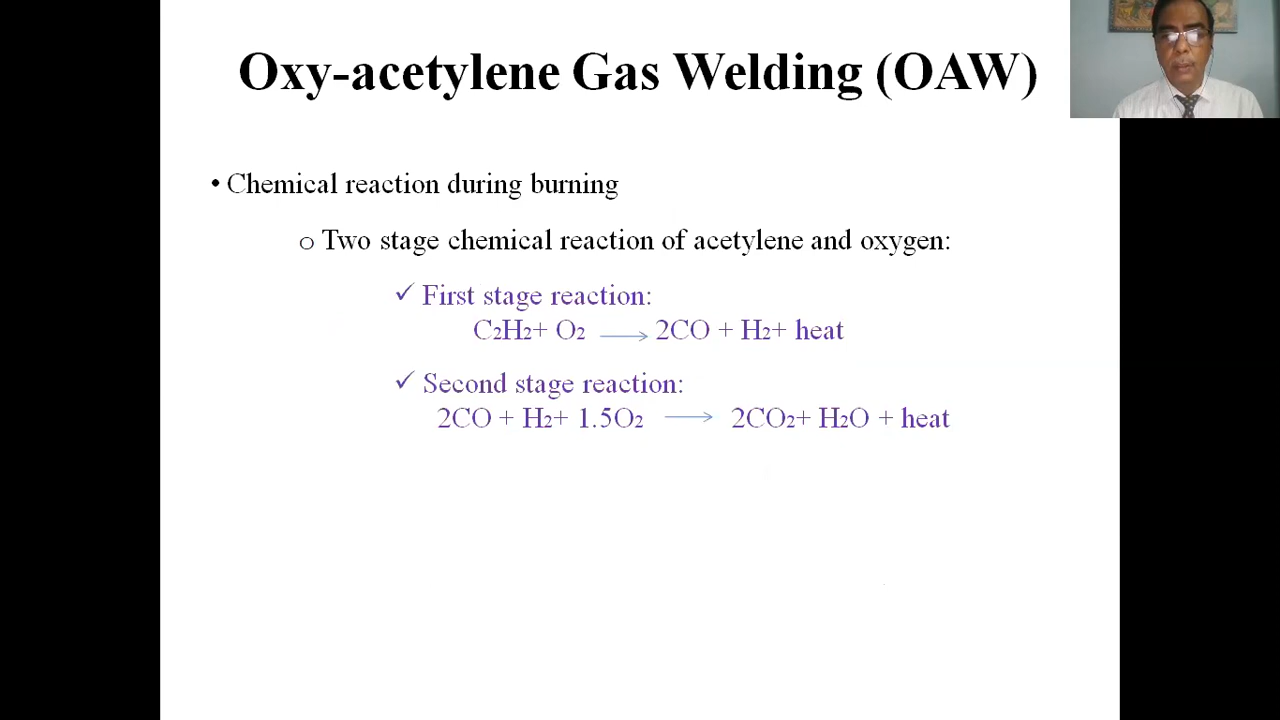 Oxy-acetylene Gas Welding (OAW)
• Chemical reaction during burning
o Two stage chemical reaction of acetylene and oxygen:
✓ First stage reaction:
C₂H₂+ O₂ → 2CO + H₂+ heat
✓ Second stage reaction:
2CO + H₂+ 1.5O₂ → 2CO₂+ H₂O + heat